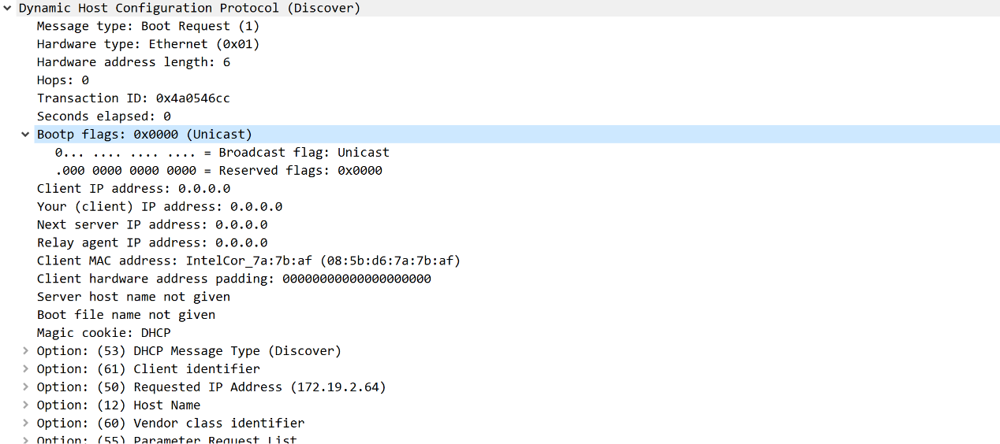 Dynamic Host Configuration Protocol (Discover)
Message type: Boot Request (1)
Hardware type: Ethernet (0x01)
Hardware address length: 6
Hops: 0
Transaction ID: 0x4a0546cc
Seconds elapsed: 0
Bootp flags: 0x0000 (Unicast)
0... .... .... .... = Broadcast flag: Unicast
.000 0000 0000 0000 = Reserved flags: 0x0000
Client IP address: 0.0.0.0
Your (client) IP address: 0.0.0.0
Next server IP address: 0.0.0.0
Relay agent IP address: 0.0.0.0
Client MAC address: IntelCor_7a:7b:af (08:5b:d6:7a:7b:af)
Client hardware address padding: 00000000000000000000
Server host name not given
Boot file name not given
Magic cookie: DHCP
Option: (53) DHCP Message Type (Discover)
Option: (61) Client identifier
Option: (50) Requested IP Address (172.19.2.64)
Option: (12) Host Name
Option: (60) Vendor class identifier
Option: (55) Parameter Request List